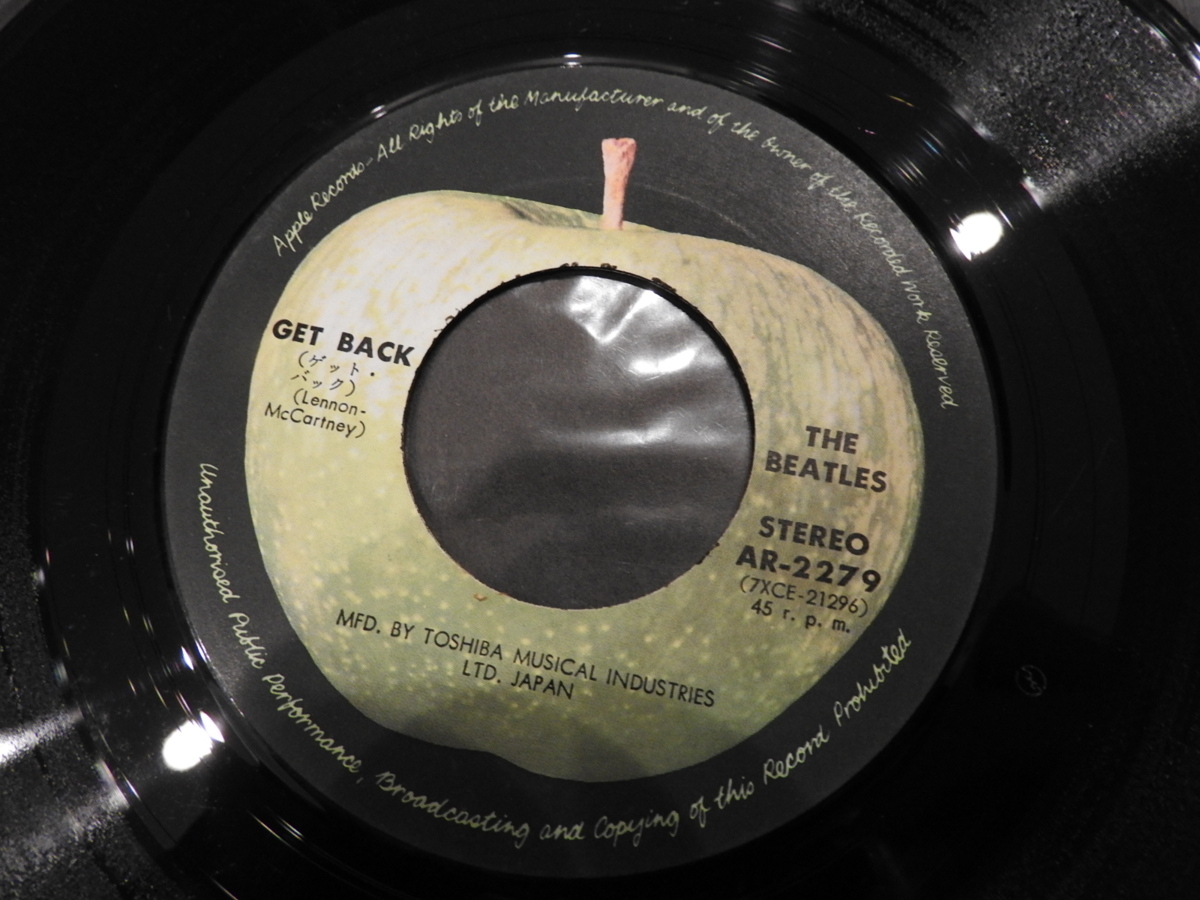 Apple Records-All Rights of the Manufacturer and of the Owner of the Recorded Work Reserved
GET BACK
(ゲット・
バック)
(Lennon-
McCartney)
THE
BEATLES
STEREO
AR-2279
(7XCE-21296)
45 r. p. m.
MFD. BY TOSHIBA MUSICAL INDUSTRIES
LTD. JAPAN
Unauthorised Public Performance, Broadcasting and Copying of this Record Prohibited